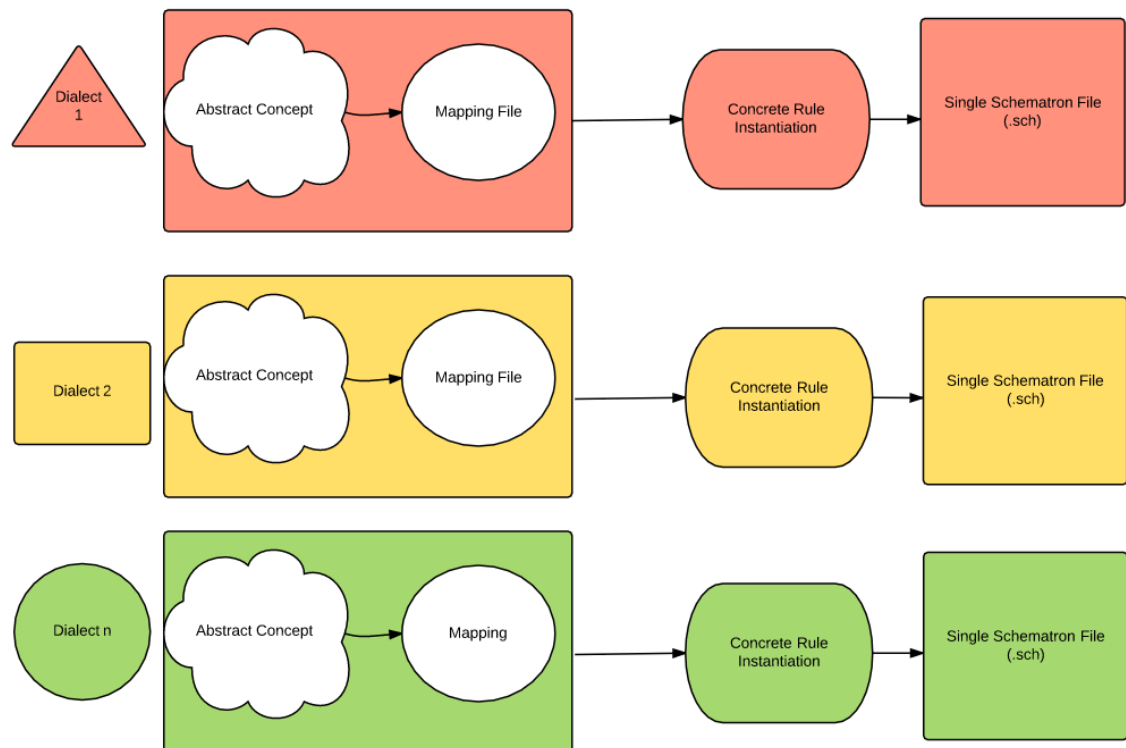 Dialect
1
Abstract Concept
Mapping File
Concrete Rule
Instantiation
Single Schematron File
(.sch)
Dialect 2
Abstract Concept
Mapping File
Concrete Rule
Instantiation
Single Schematron File
(.sch)
Dialect n
Abstract Concept
Mapping
Concrete Rule
Instantiation
Single Schematron File
(.sch)